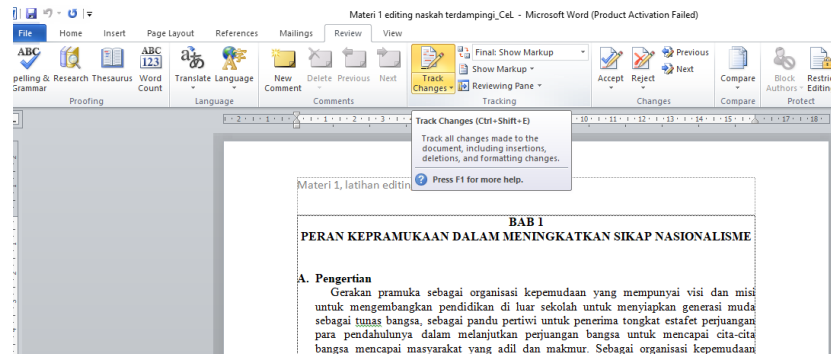 Materi 1 editing naskah terdampingi_CeL - Microsoft Word (Product Activation Failed)
File Home Insert Page Layout References Mailings Review View
ABC ABC 123 a Final: Show Markup Previous
Show Markup Next
Reviewing Pane
pelling & Research Thesaurus Word Translate Language New Delete Previous Next Track Accept Reject Compare Block Restri
Grammar Count Comment Changes Authors Editing
Proofing Language Comments Tracking Changes Compare Protect
Track Changes (Ctrl+Shift+E)
Track all changes made to the
document, including insertions,
deletions, and formatting changes.
Press F1 for more help.
Materi 1, latihan editin
BAB 1
PERAN KEPRAMUKAAN DALAM MENINGKATKAN SIKAP NASIONALISME
A. Pengertian
Gerakan pramuka sebagai organisasi kepemudaan yang mempunyai visi dan misi
untuk mengembangkan pendidikan di luar sekolah untuk menyiapkan generasi muda
sebagai tunas bangsa, sebagai pandu pertiwi untuk penerima tongkat estafet perjuangan
para pendahulunya dalam melanjutkan perjuangan bangsa untuk mencapai cita-cita
bangsa mencapai masyarakat yang adil dan makmur. Sebagai organisasi kepemudaan